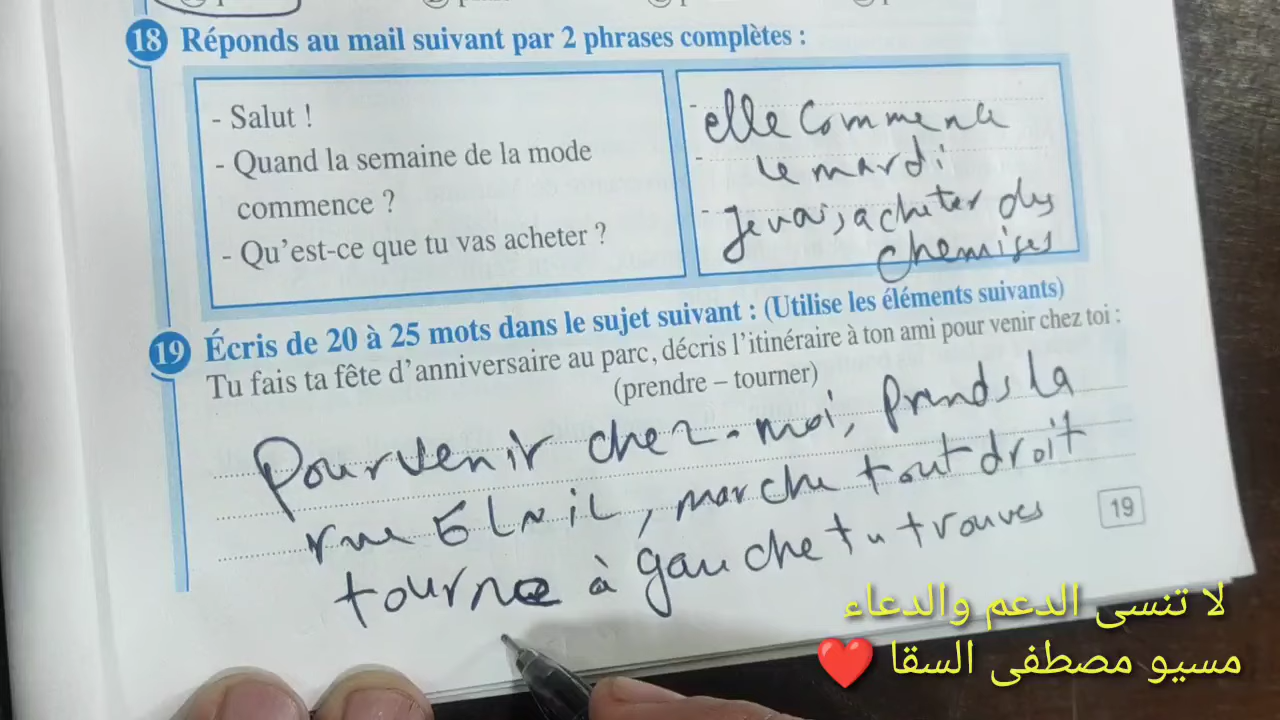 18 Réponds au mail suivant par 2 phrases complètes :
- Salut !
- Quand la semaine de la mode
commence ?
- Qu'est-ce que tu vas acheter ?
- elle commence
- le mardi
- Je vais acheter des
chemises
19 Écris de 20 à 25 mots dans le sujet suivant : (Utilise les éléments suivants)
Tu fais ta fête d'anniversaire au parc, décris l'itinéraire à ton ami pour venir chez toi :
(prendre – tourner)
Pour venir chez-moi, Prends la
rue El nil, marche tout droit
tourne à gauche tu trouves
19
لا تنسى الدعم والدعاء
مسيو مصطفى السقا ❤️